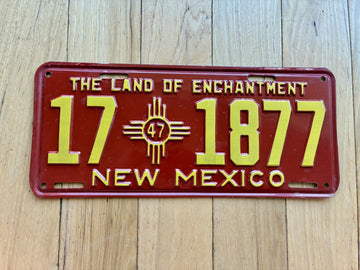 THE LAND OF ENCHANTMENT
17 47 1877
NEW MEXICO